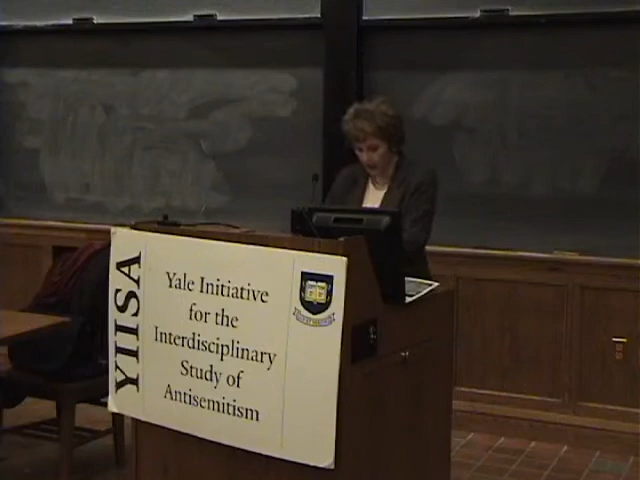 YIISA
Yale Initiative
for the
Interdisciplinary
Study of
Antisemitism